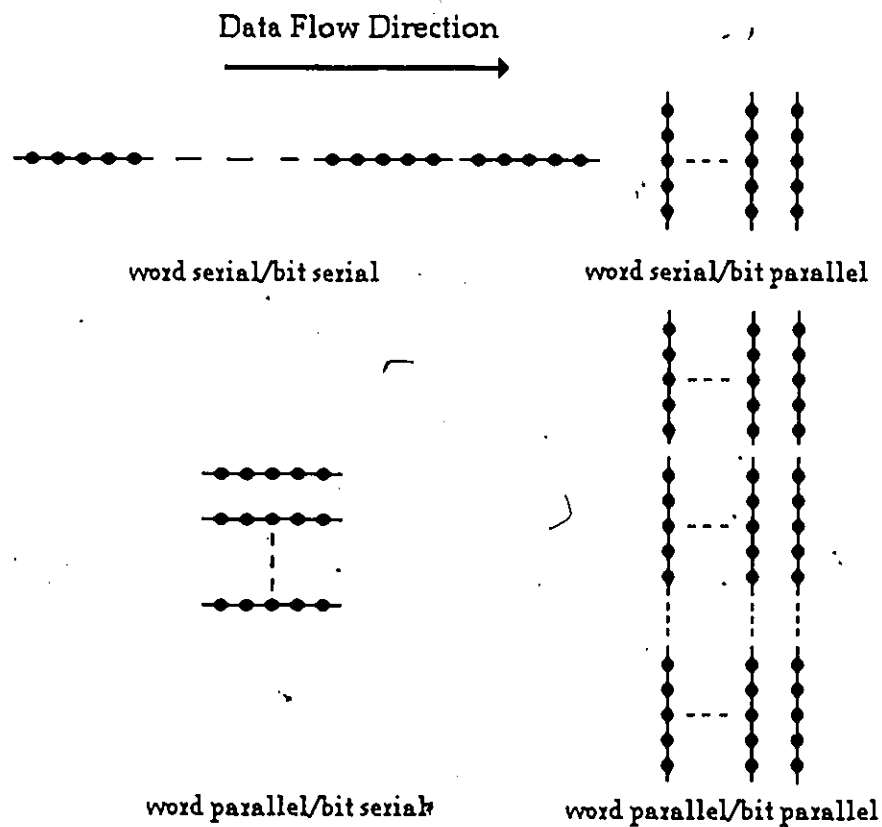 Data Flow Direction
word serial/bit serial
word serial/bit parallel
word parallel/bit serial
word parallel/bit parallel